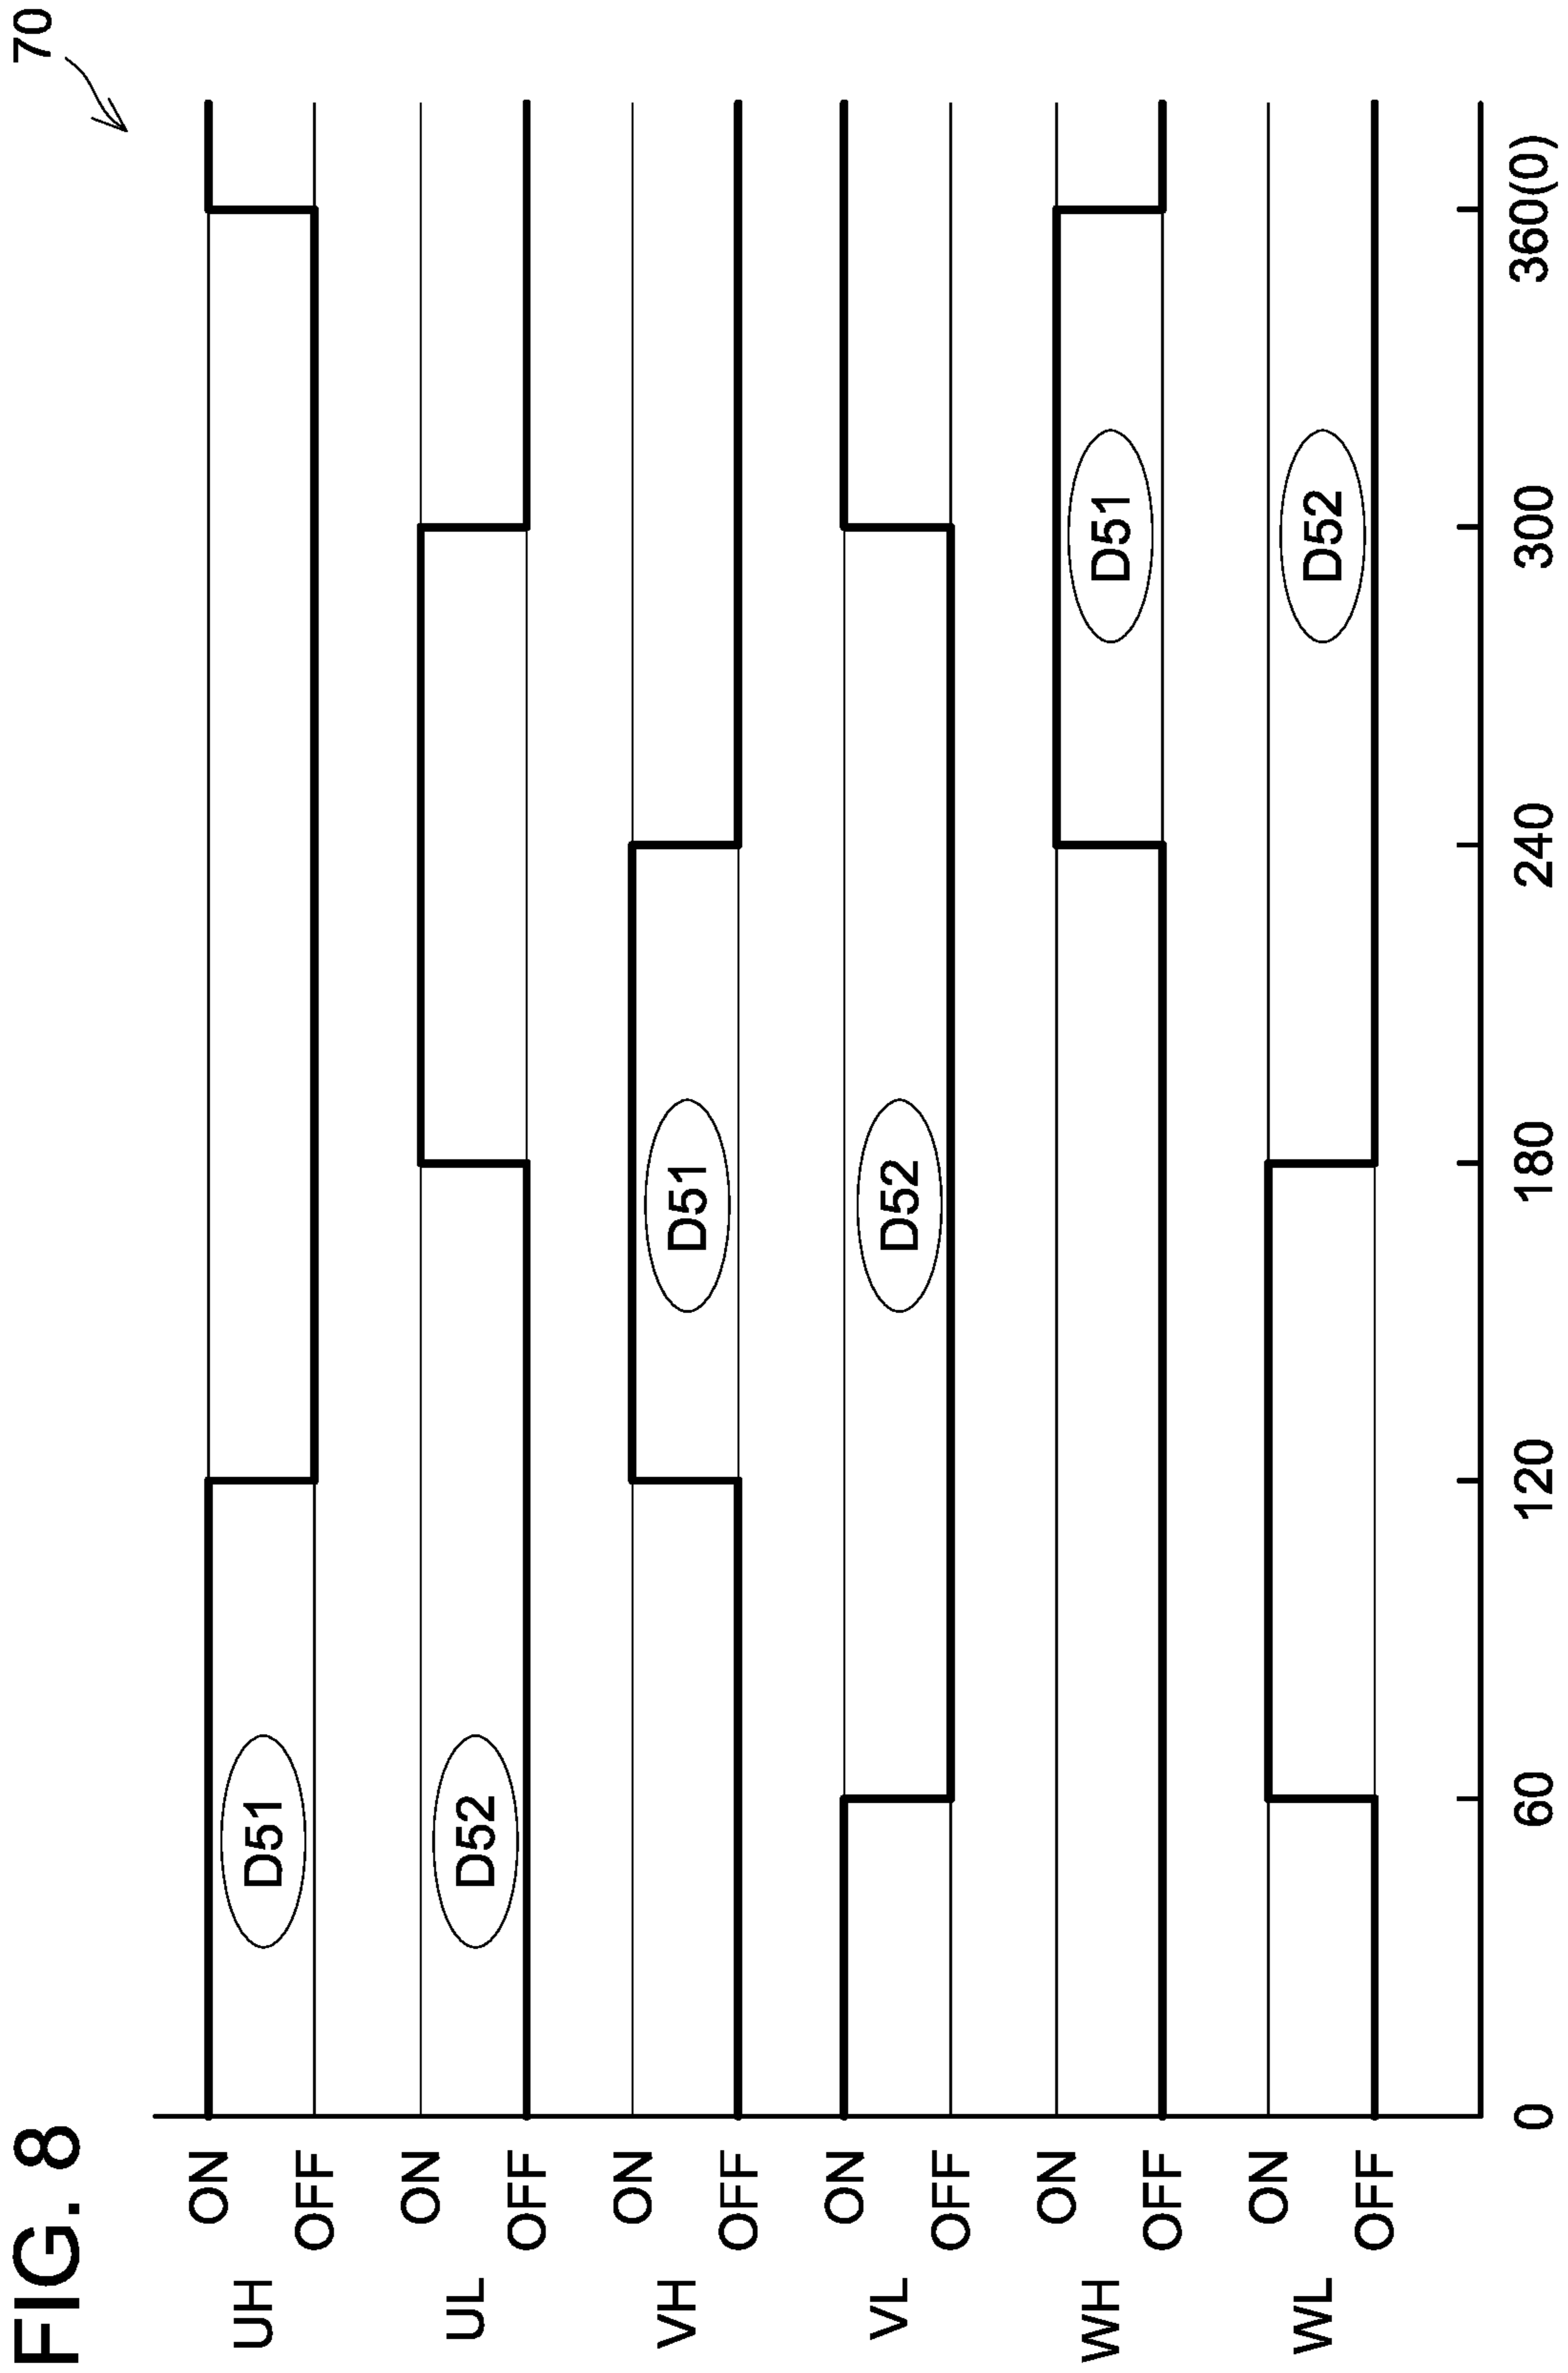 FIG. 8
70
UH
ON
D51
OFF
UL
ON
D52
OFF
VH
ON
D51
OFF
VL
ON
D52
OFF
WH
ON
D51
OFF
WL
ON
D52
OFF
0 60 120 180 240 300 360(0)